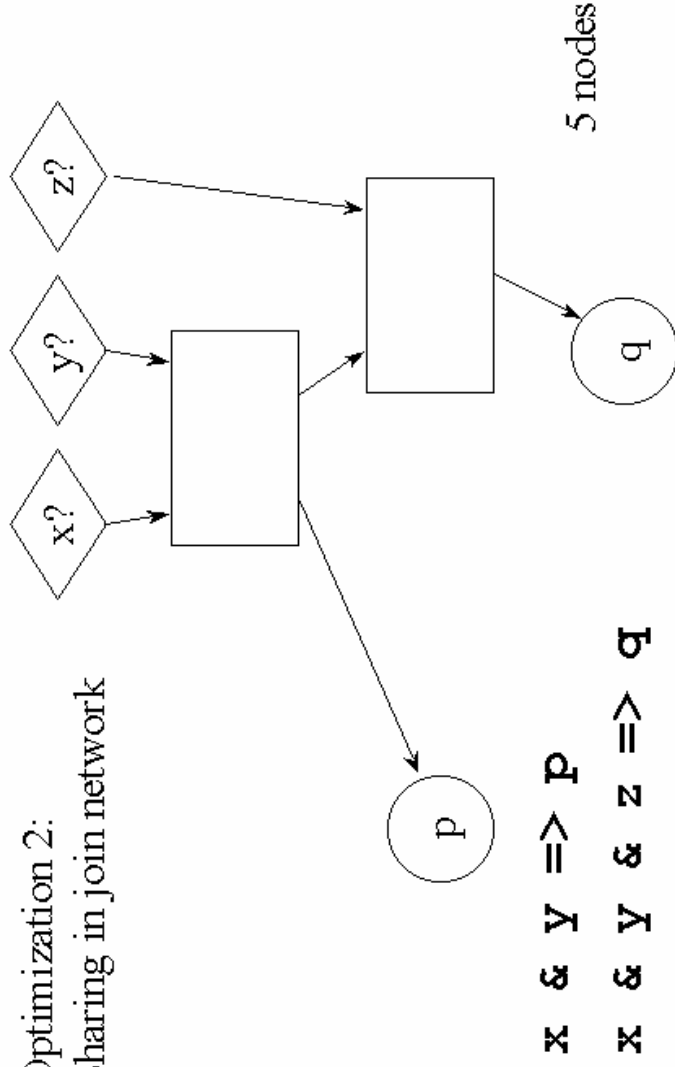 Optimization 2:
sharing in join network
x? y? z?
p
q
x & y => p
x & y & z => q
5 nodes